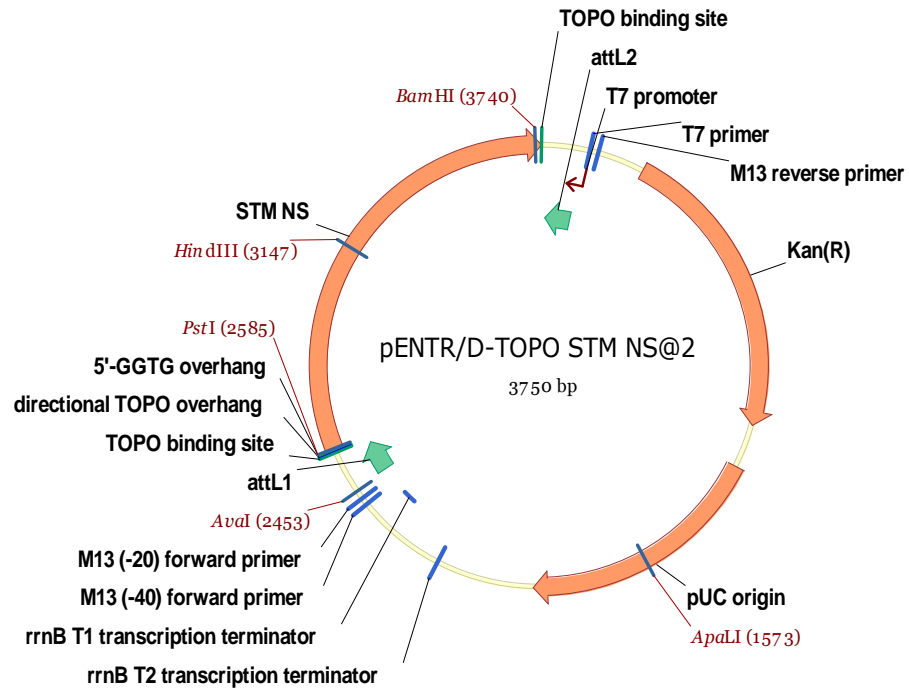 TOPO binding site
attL2
BamHI (3740)
T7 promoter
T7 primer
M13 reverse primer
STM NS
HindIII (3147)
Kan(R)
PstI (2585)
pENTR/D-TOPO STM NS@2
5'-GGTG overhang
3750 bp
directional TOPO overhang
TOPO binding site
attL1
AvaI (2453)
M13 (-20) forward primer
M13 (-40) forward primer
pUC origin
rrnB T1 transcription terminator
ApaLI (1573)
rrnB T2 transcription terminator